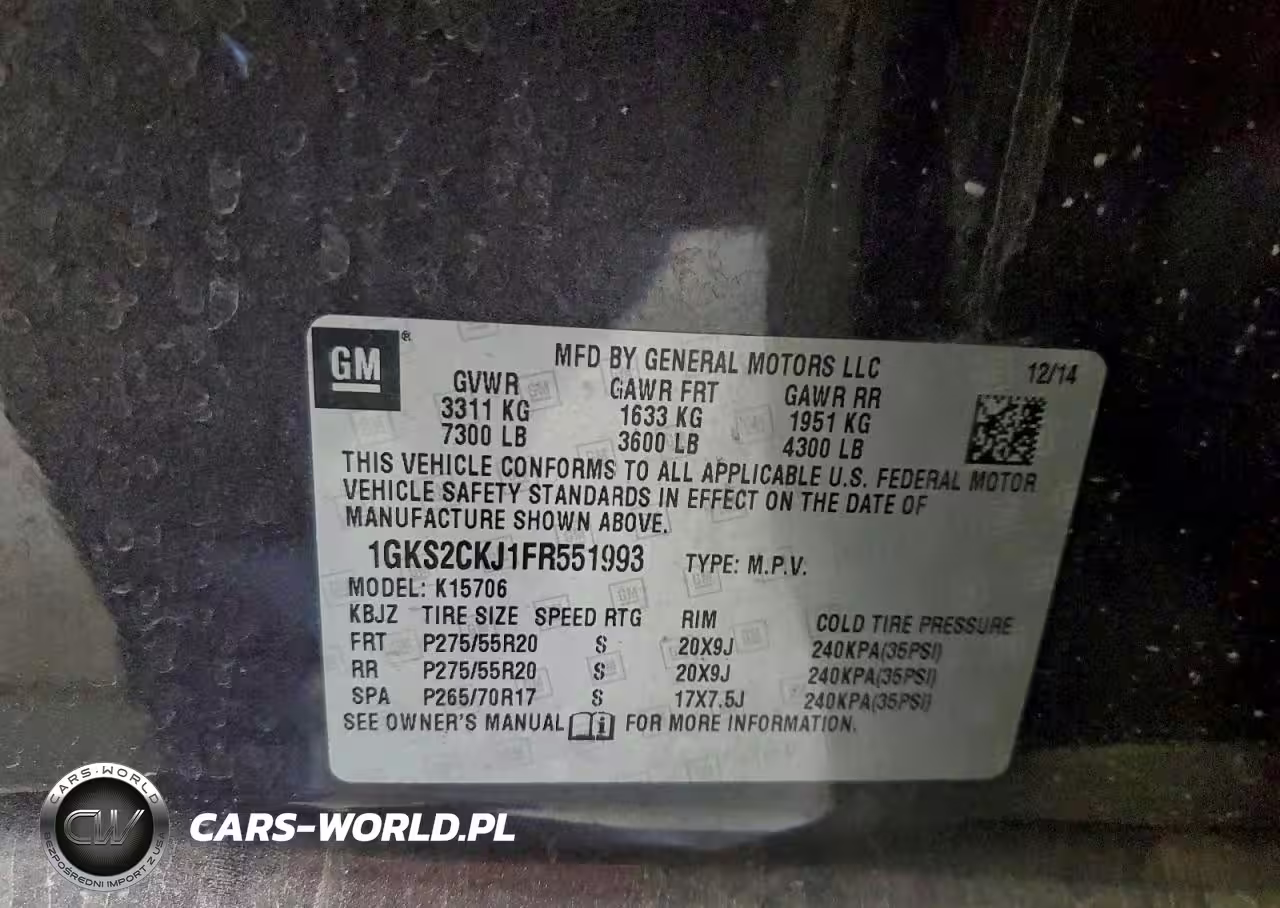 GM ®
MFD BY GENERAL MOTORS LLC 12/14
GVWR GAWR FRT GAWR RR
3311 KG 1633 KG 1951 KG
7300 LB 3600 LB 4300 LB
THIS VEHICLE CONFORMS TO ALL APPLICABLE U.S. FEDERAL MOTOR
VEHICLE SAFETY STANDARDS IN EFFECT ON THE DATE OF
MANUFACTURE SHOWN ABOVE.
1GKS2CKJ1FR551993 TYPE: M.P.V.
MODEL: K15706
KBJZ TIRE SIZE SPEED RTG RIM COLD TIRE PRESSURE
FRT P275/55R20 S 20X9J 240KPA(35PSI)
RR P275/55R20 S 20X9J 240KPA(35PSI)
SPA P265/70R17 S 17X7.5J 240KPA(35PSI)
SEE OWNER'S MANUAL FOR MORE INFORMATION.
CARS-WORLD
CW
BEZPOŚREDNI IMPORT Z USA
CARS-WORLD.PL